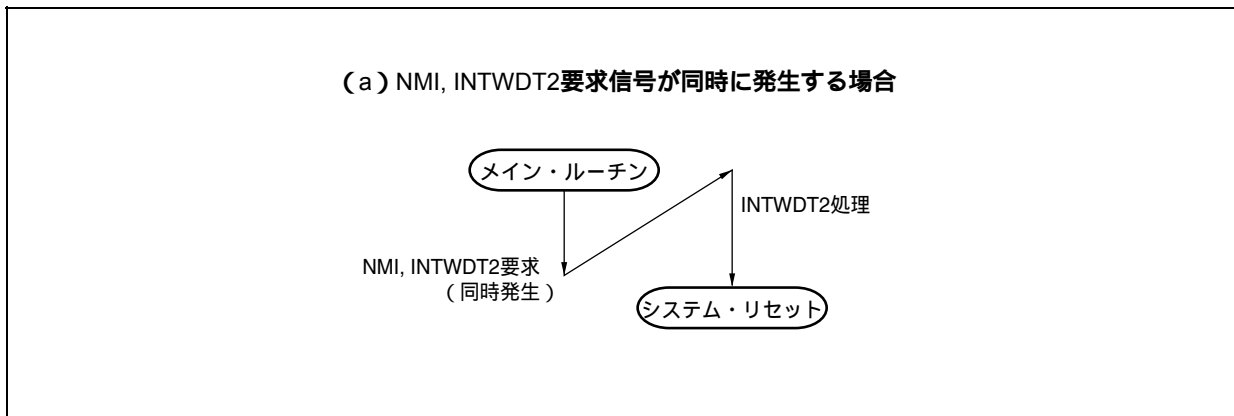 （a）NMI, INTWDT2要求信号が同時に発生する場合
メイン・ルーチン
INTWDT2処理
NMI, INTWDT2要求
（同時発生）
システム・リセット